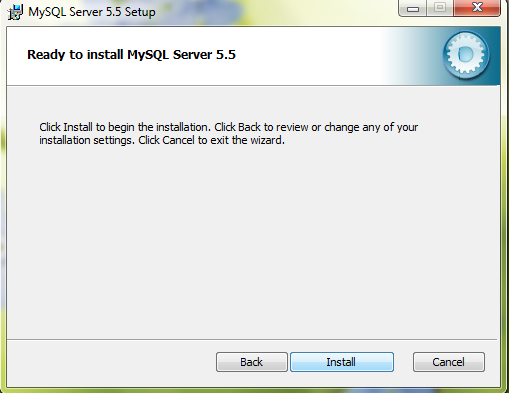 MySQL Server 5.5 Setup
Ready to install MySQL Server 5.5
Click Install to begin the installation. Click Back to review or change any of your
installation settings. Click Cancel to exit the wizard.
Back Install Cancel